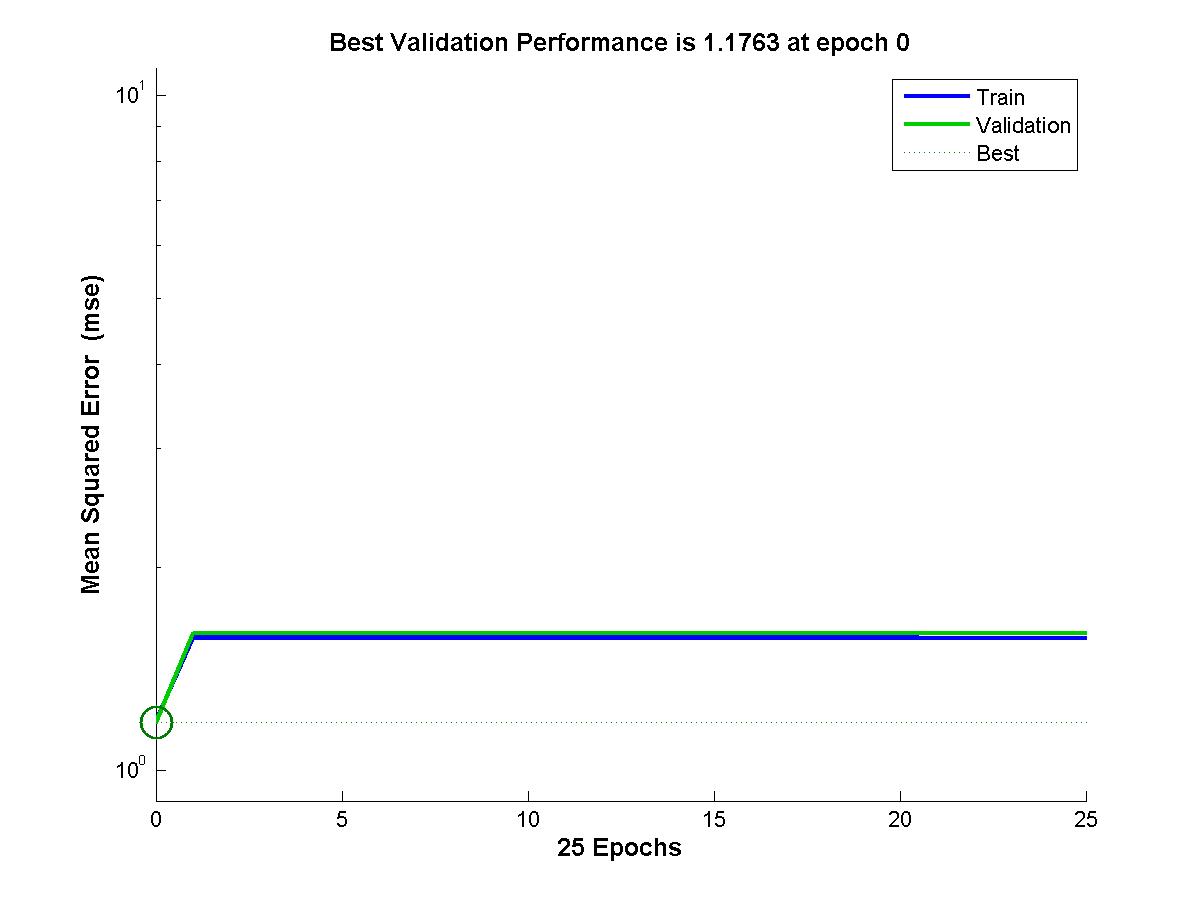 Best Validation Performance is 1.1763 at epoch 0
10^1
Train
Validation
Best
Mean Squared Error (mse)
10^0
0 5 10 15 20 25
25 Epochs